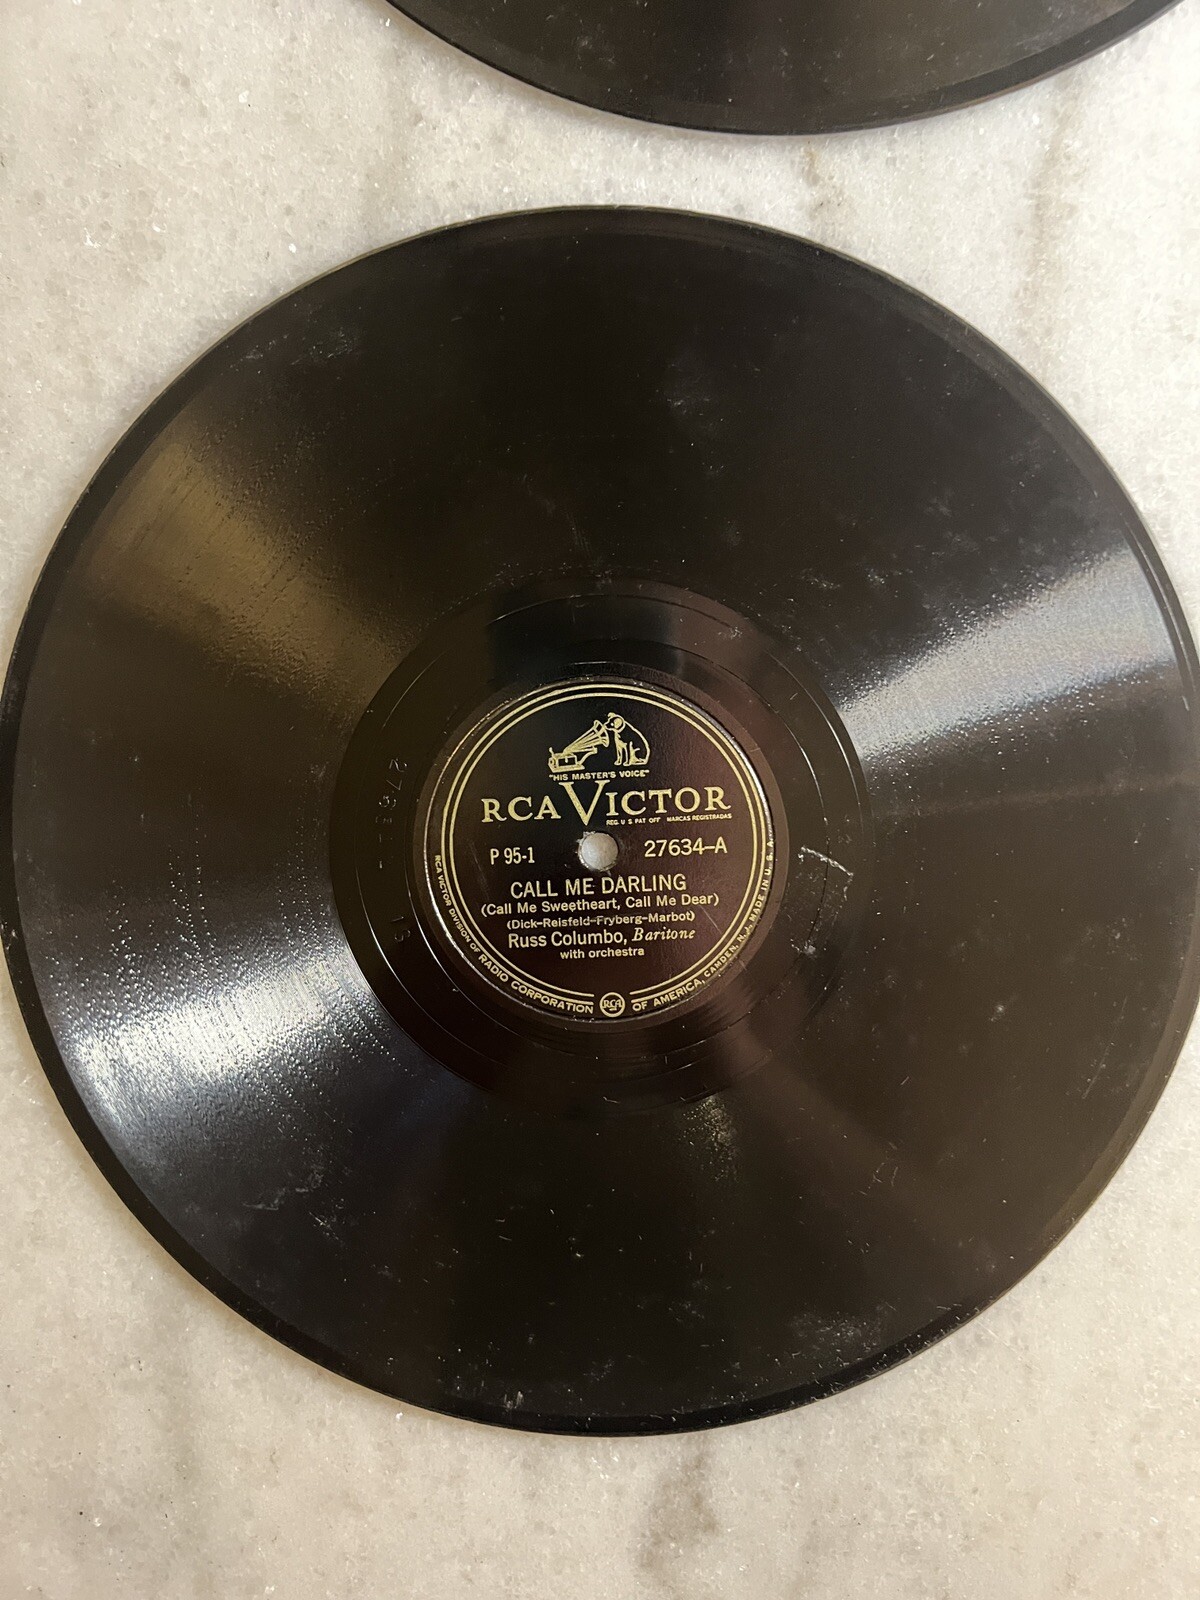 "HIS MASTER'S VOICE"
RCA VICTOR
REG. U S PAT OFF MARCAS REGISTRADAS
P 95-1 27634-A
CALL ME DARLING
(Call Me Sweetheart, Call Me Dear)
(Dick-Reisfeld-Fryberg-Marbot)
Russ Columbo, Baritone
with orchestra
RCA VICTOR DIVISION OF RADIO CORPORATION RCA OF AMERICA, CAMDEN, N. J. MADE IN U. S. A.